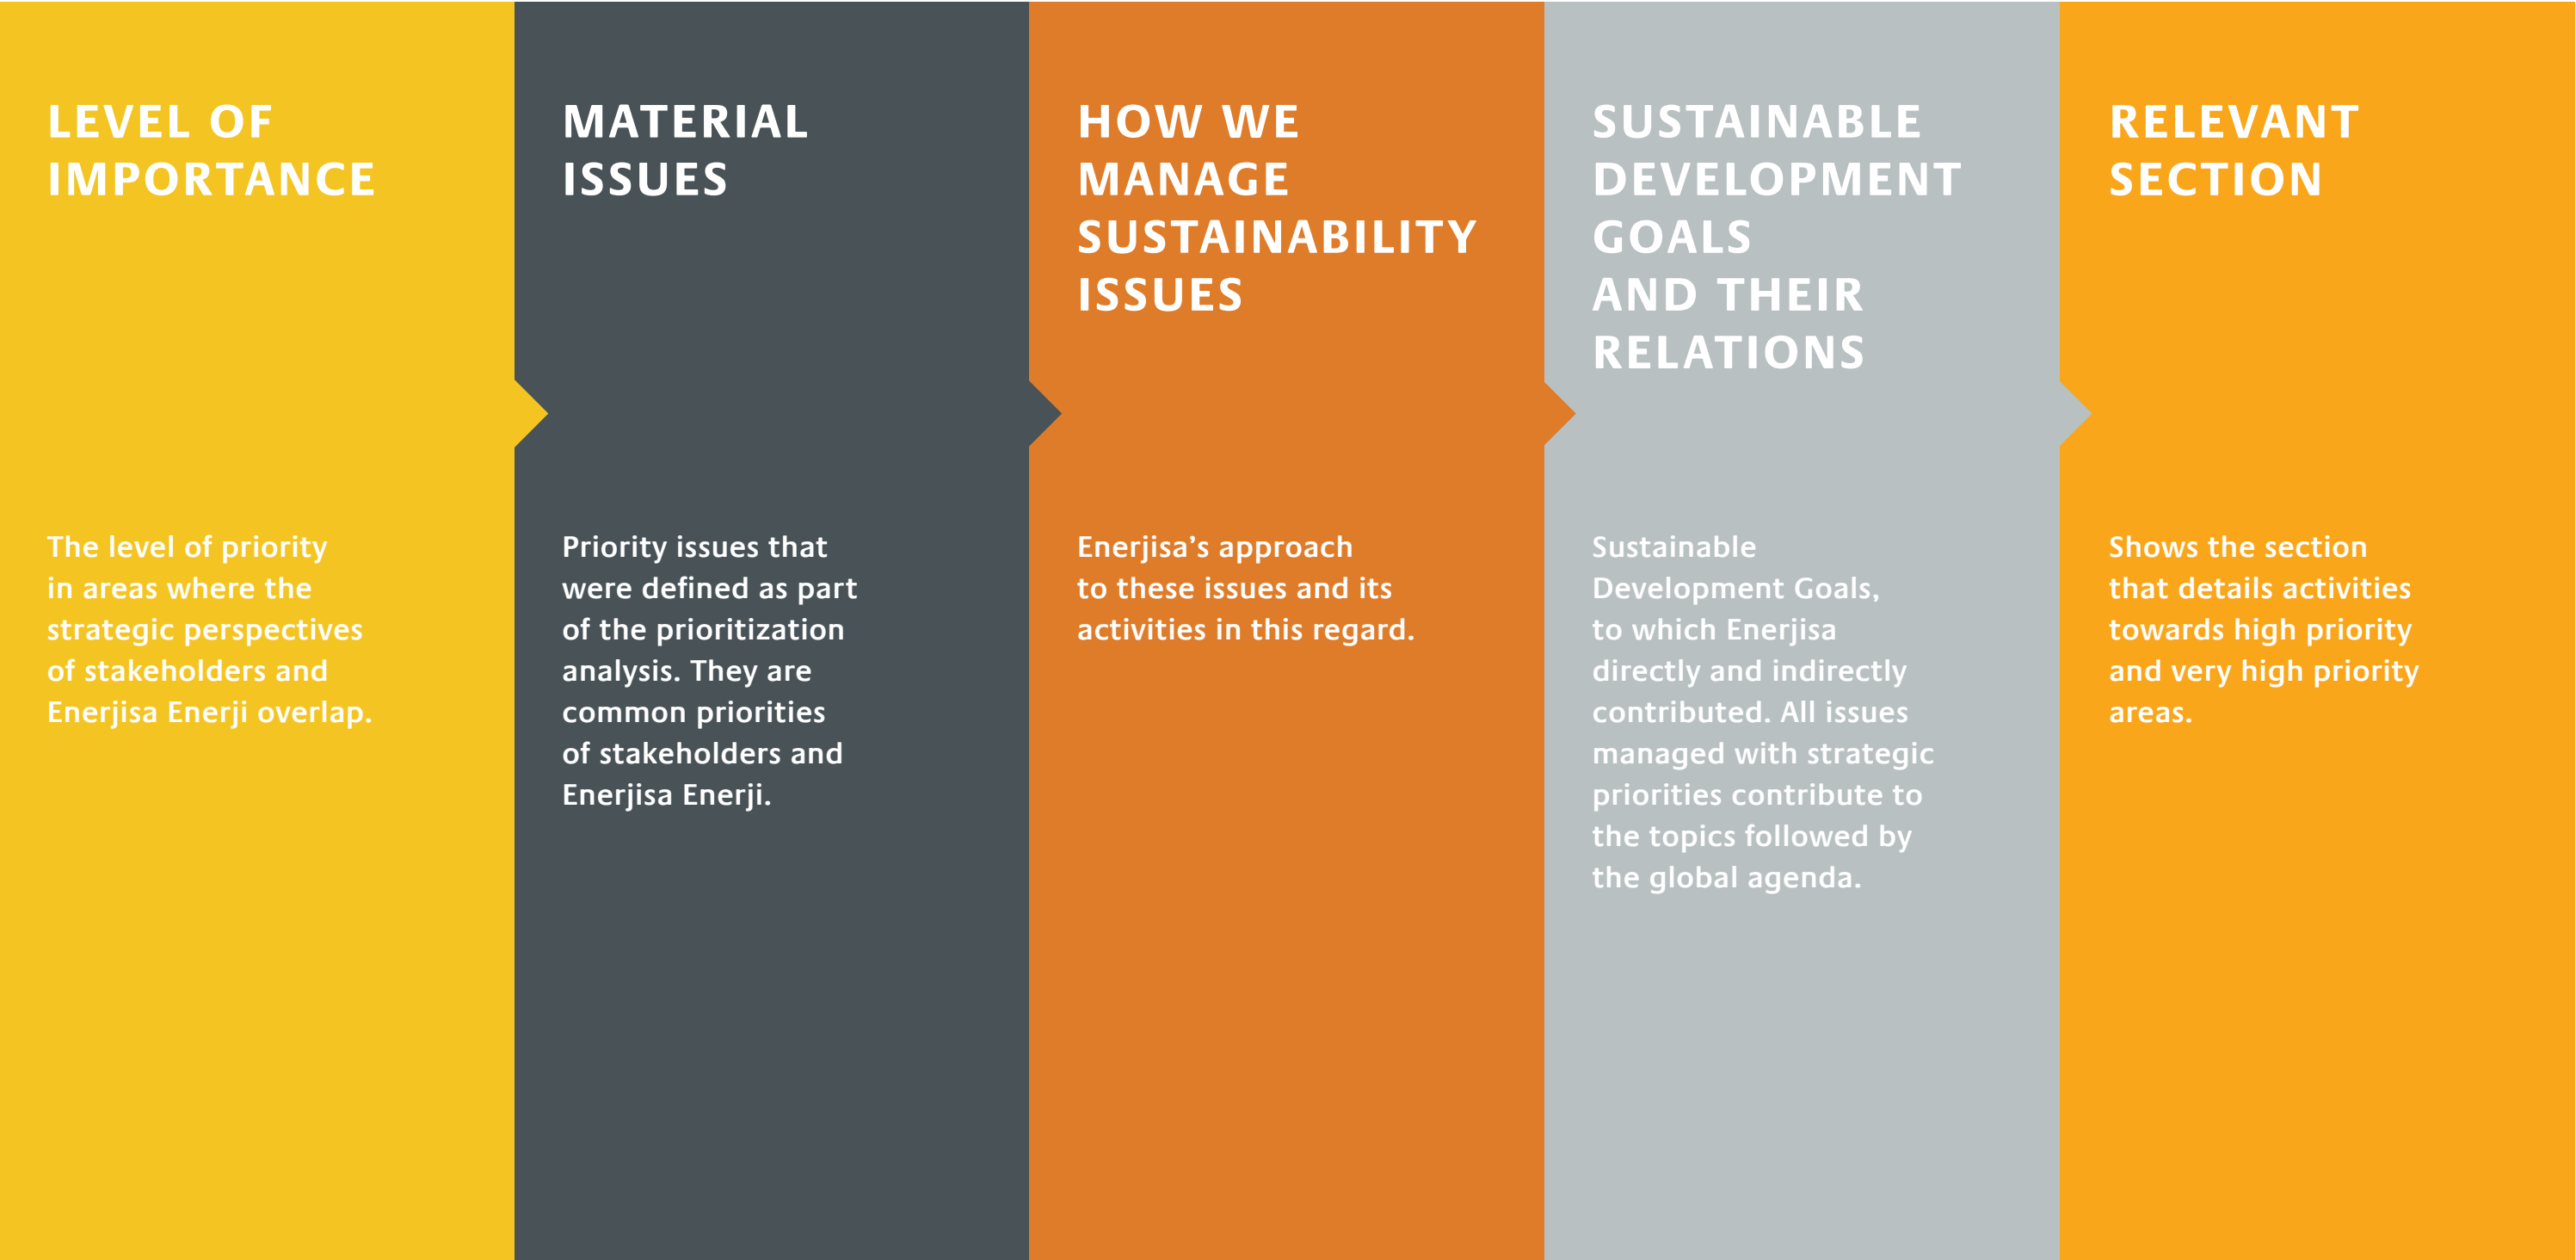 LEVEL OF
IMPORTANCE
The level of priority
in areas where the
strategic perspectives
of stakeholders and
Enerjisa Enerji overlap.
MATERIAL
ISSUES
Priority issues that
were defined as part
of the prioritization
analysis. They are
common priorities
of stakeholders and
Enerjisa Enerji.
HOW WE
MANAGE
SUSTAINABILITY
ISSUES
Enerjisa’s approach
to these issues and its
activities in this regard.
SUSTAINABLE
DEVELOPMENT
GOALS
AND THEIR
RELATIONS
Sustainable
Development Goals,
to which Enerjisa
directly and indirectly
contributed. All issues
managed with strategic
priorities contribute to
the topics followed by
the global agenda.
RELEVANT
SECTION
Shows the section
that details activities
towards high priority
and very high priority
areas.